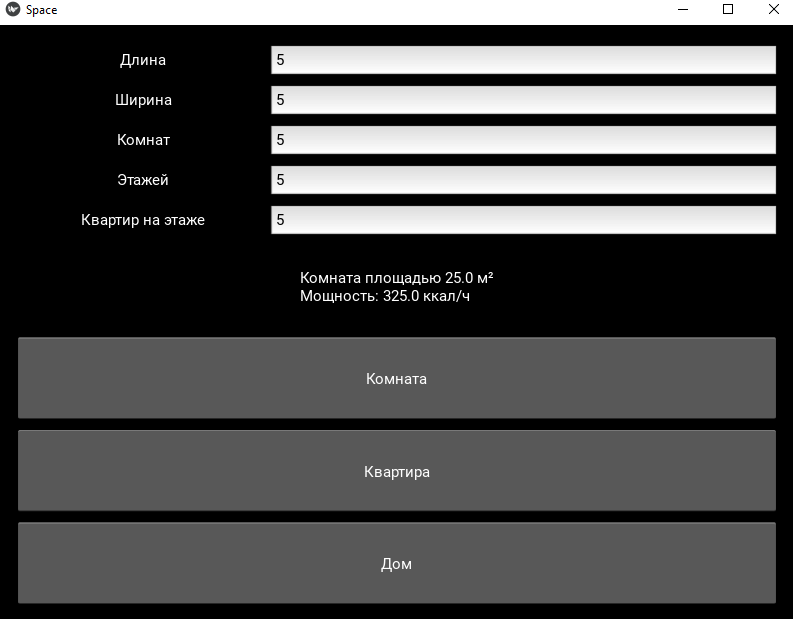 Space
Длина 5
Ширина 5
Комнат 5
Этажей 5
Квартир на этаже 5
Комната площадью 25.0 м²
Мощность: 325.0 ккал/ч
Комната
Квартира
Дом